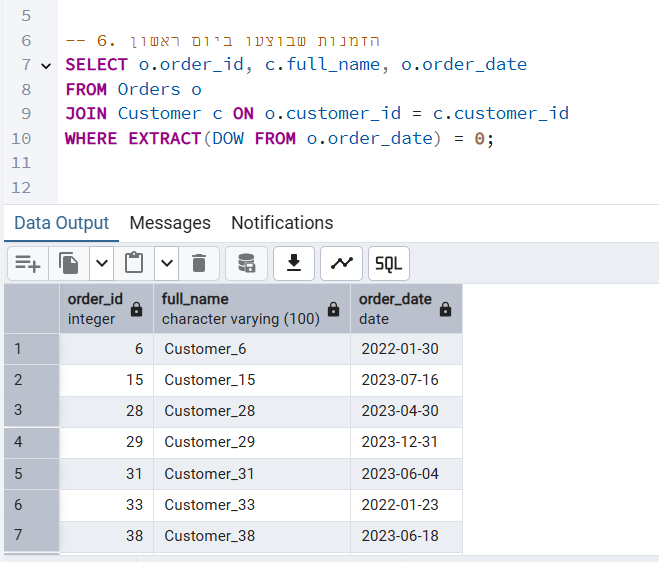 5
6 -- 6. הזמנות שבוצעו ביום ראשון
7 SELECT o.order_id, c.full_name, o.order_date
8 FROM Orders o
9 JOIN Customer c ON o.customer_id = c.customer_id
10 WHERE EXTRACT(DOW FROM o.order_date) = 0;
11
12
Data Output Messages Notifications
SQL
order_id full_name order_date
integer character varying (100) date
1 6 Customer_6 2022-01-30
2 15 Customer_15 2023-07-16
3 28 Customer_28 2023-04-30
4 29 Customer_29 2023-12-31
5 31 Customer_31 2023-06-04
6 33 Customer_33 2022-01-23
7 38 Customer_38 2023-06-18